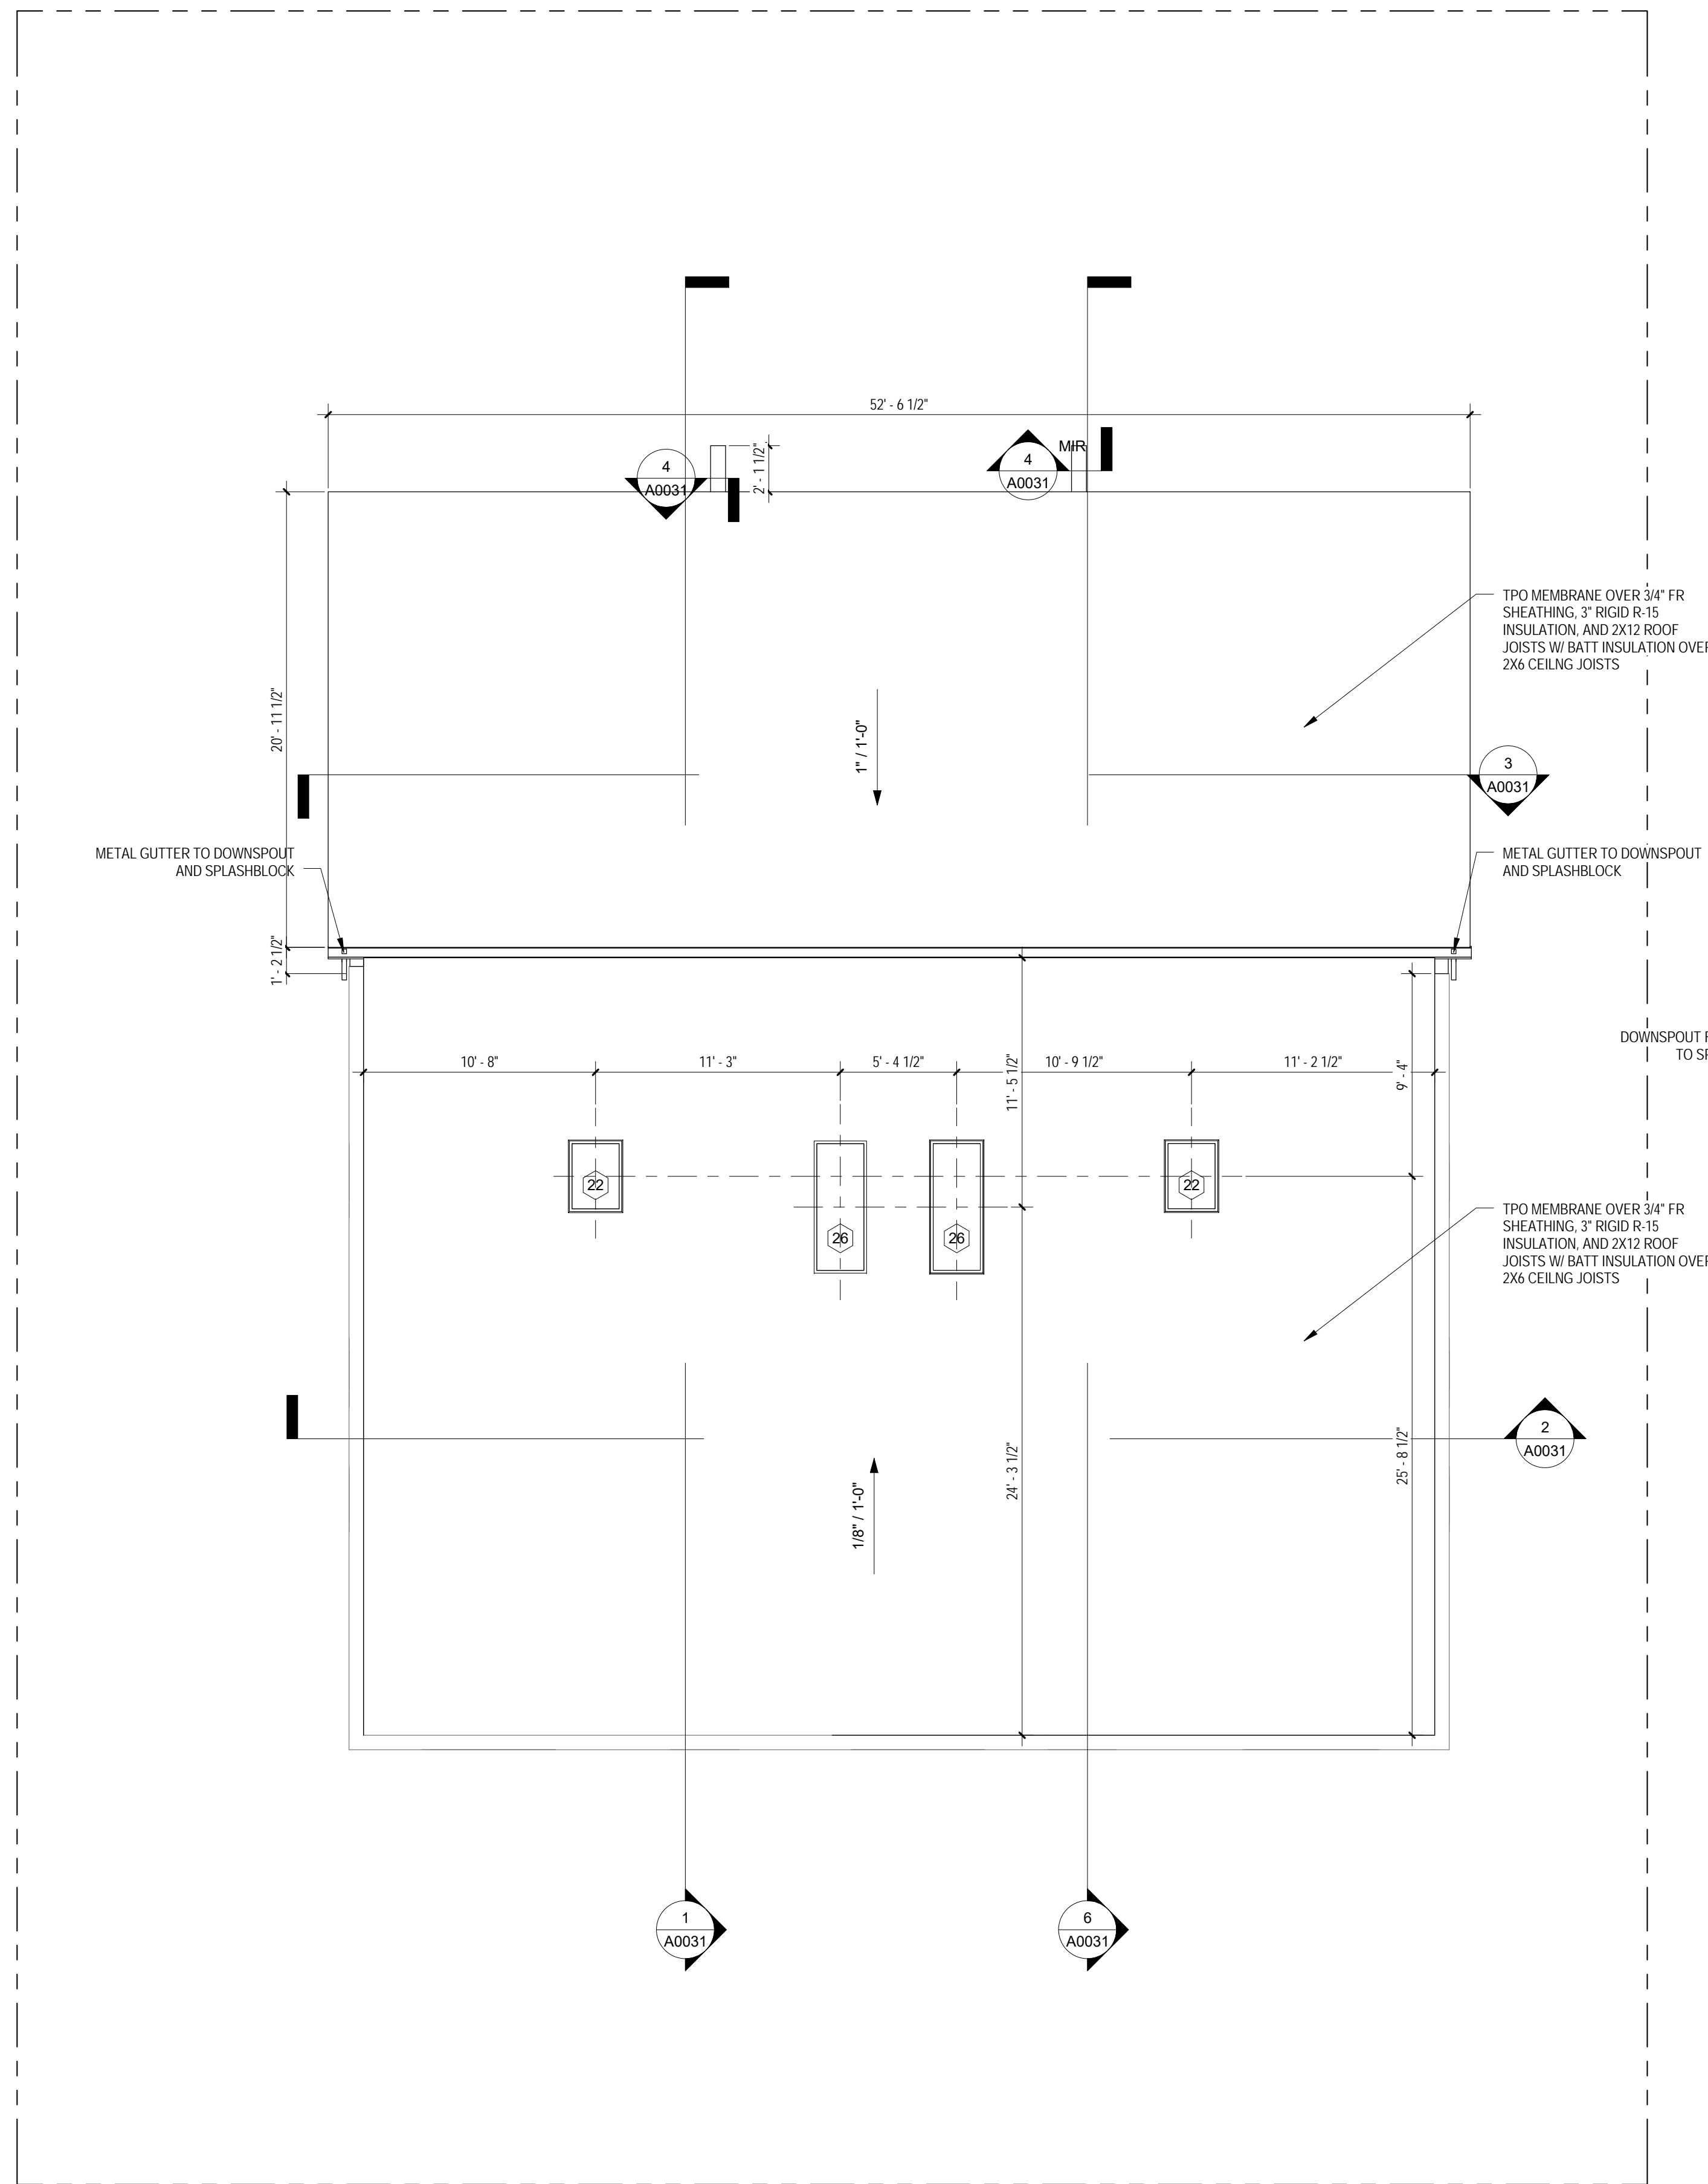 52' - 6 1/2"
4
A0031
2' - 1 1/2"
4
A0031
MIR
TPO MEMBRANE OVER 3/4" FR
SHEATHING, 3" RIGID R-15
INSULATION, AND 2X12 ROOF
JOISTS W/ BATT INSULATION OVER
2X6 CEILNG JOISTS
20' - 11 1/2"
1" / 1'-0"
3
A0031
METAL GUTTER TO DOWNSPOUT
AND SPLASHBLOCK
METAL GUTTER TO DOWNSPOUT
AND SPLASHBLOCK
1' - 2 1/2"
DOWNSPOUT
TO
10' - 8"
11' - 3"
5' - 4 1/2"
11' - 5 1/2"
10' - 9 1/2"
11' - 2 1/2"
9' - 4"
22
26
26
22
TPO MEMBRANE OVER 3/4" FR
SHEATHING, 3" RIGID R-15
INSULATION, AND 2X12 ROOF
JOISTS W/ BATT INSULATION OVER
2X6 CEILNG JOISTS
24' - 3 1/2"
25' - 8 1/2"
2
A0031
1/8" / 1'-0"
1
A0031
6
A0031